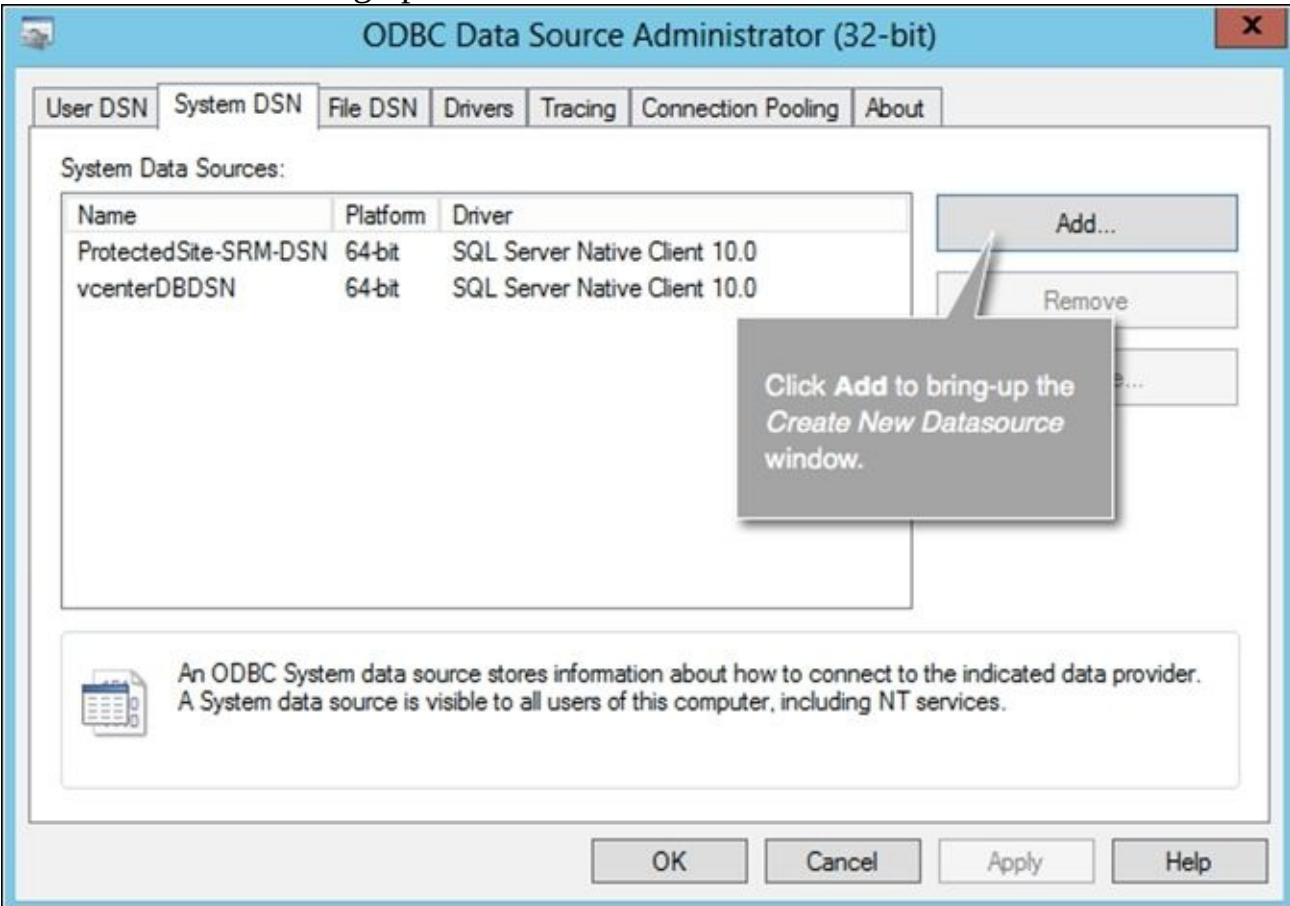 ODBC Data Source Administrator (32-bit)
x
User DSN System DSN File DSN Drivers Tracing Connection Pooling About
System Data Sources:
Name Platform Driver
ProtectedSite-SRM-DSN 64-bit SQL Server Native Client 10.0
vcenterDBDSN 64-bit SQL Server Native Client 10.0
Add...
Remove
Click Add to bring-up the
Create New Datasource
window.
An ODBC System data source stores information about how to connect to the indicated data provider.
A System data source is visible to all users of this computer, including NT services.
OK Cancel Apply Help